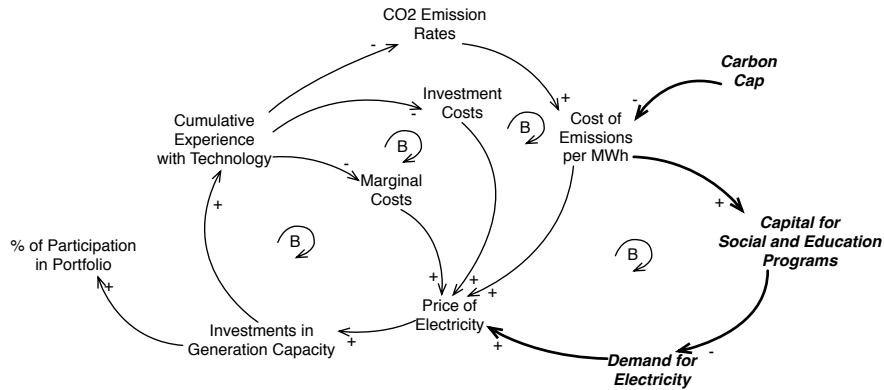 CO2 Emission
Rates
-
Carbon
Cap
Investment
Costs
-
+
-
B
Cost of
Emissions
per MWh
Cumulative
Experience
with Technology
B
-
Marginal
Costs
+
+
Capital for
Social and Education
Programs
B
B
% of Participation
in Portfolio
+
+
+
+
Price of
Electricity
Investments in
Generation Capacity
+
+
-
Demand for
Electricity